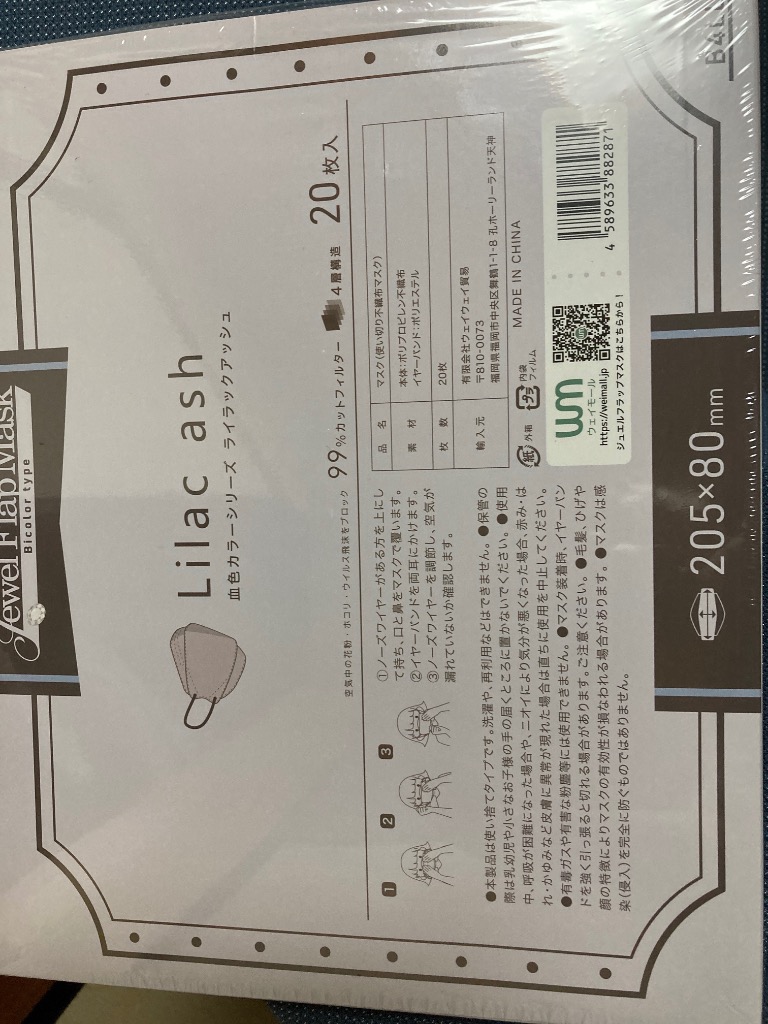 Jewel Flap Mask
Bicolor type
Lilac ash
血色カラーシリーズ ライラックアッシュ
空気中の花粉・ホコリ・ウイルス飛沫をブロック 99%カットフィルター 4層構造 20枚入
1 2 3
①ノーズワイヤーがある方を上にし
て持ち、口と鼻をマスクで覆います。
②イヤーバンドを両耳にかけます。
③ノーズワイヤーを調節し、空気が
漏れていないか確認します。
品名 マスク(使い切り不織布マスク)
素材 本体:ポリプロピレン不織布
イヤーバンド:ポリエステル
枚数 20枚
輸入元 有限会社ウェイウェイ貿易
〒810-0073
福岡県福岡市中央区舞鶴1-1-8 孔ホーリーランド天神
紙 外箱 プラ 内袋 フィルム MADE IN CHINA
●本製品は使い捨てタイプです。洗濯や、再利用などはできません。●保管の
際は乳幼児や小さなお子様の手の届くところに置かないでください。●使用
中、呼吸が困難になった場合や、ニオイにより気分が悪くなった場合、赤み・は
れ・かゆみなど皮膚に異常が現れた場合は直ちに使用を中止してください。
●有毒ガスや有害な粉塵等には使用できません。●マスク装着時、イヤーバン
ドを強く引っ張ると切れる場合があります。ご注意ください。●毛髪、ひげや
顔の特徴によりマスクの有効性が損なわれる場合があります。●マスクは感
染(侵入)を完全に防ぐものではありません。
wm
ウェイモール
https://weimall.jp
ジュエルフラップマスクはこちらから!
4 589633 882871
205×80mm